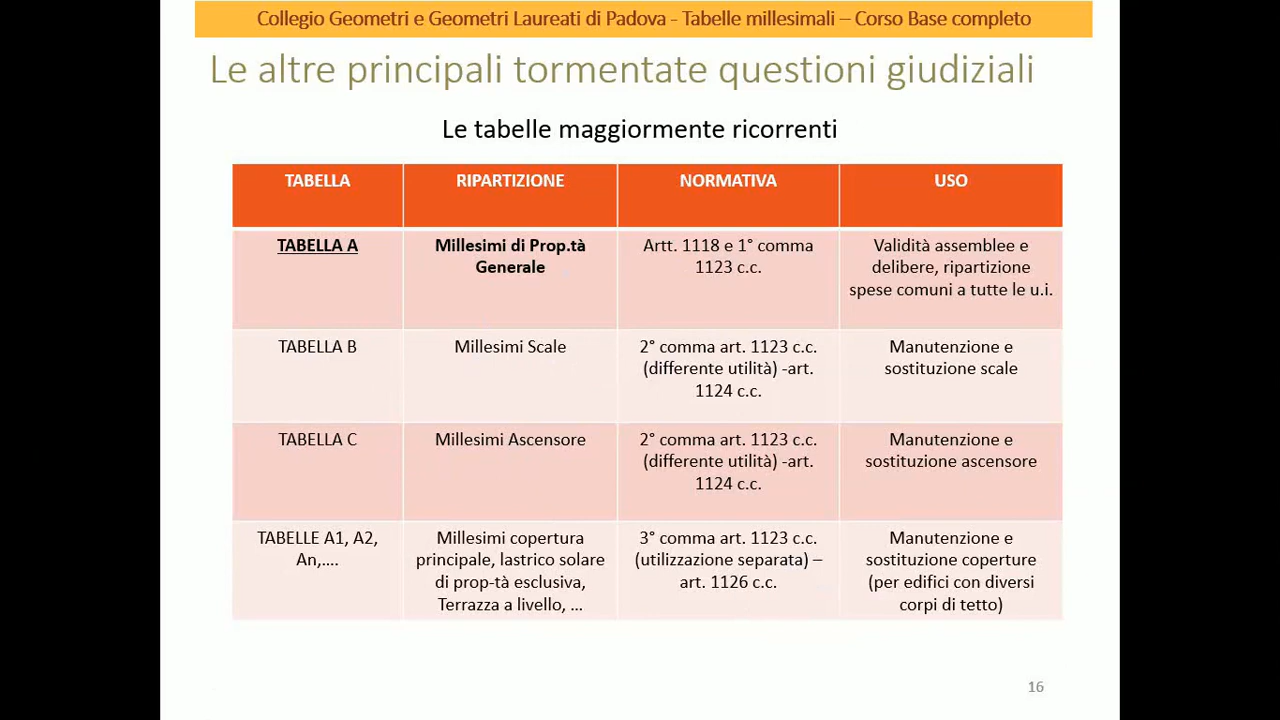 Collegio Geometri e Geometri Laureati di Padova - Tabelle millesimali – Corso Base completo
Le altre principali tormentate questioni giudiziali
Le tabelle maggiormente ricorrenti
TABELLA
RIPARTIZIONE
NORMATIVA
USO
TABELLA A
Millesimi di Prop.tà
Generale
Artt. 1118 e 1° comma
1123 c.c.
Validità assemblee e
delibere, ripartizione
spese comuni a tutte le u.i.
TABELLA B
Millesimi Scale
2° comma art. 1123 c.c.
(differente utilità) -art.
1124 c.c.
Manutenzione e
sostituzione scale
TABELLA C
Millesimi Ascensore
2° comma art. 1123 c.c.
(differente utilità) -art.
1124 c.c.
Manutenzione e
sostituzione ascensore
TABELLE A1, A2,
An,....
Millesimi copertura
principale, lastrico solare
di prop-tà esclusiva,
Terrazza a livello, ...
3° comma art. 1123 c.c.
(utilizzazione separata) –
art. 1126 c.c.
Manutenzione e
sostituzione coperture
(per edifici con diversi
corpi di tetto)
16